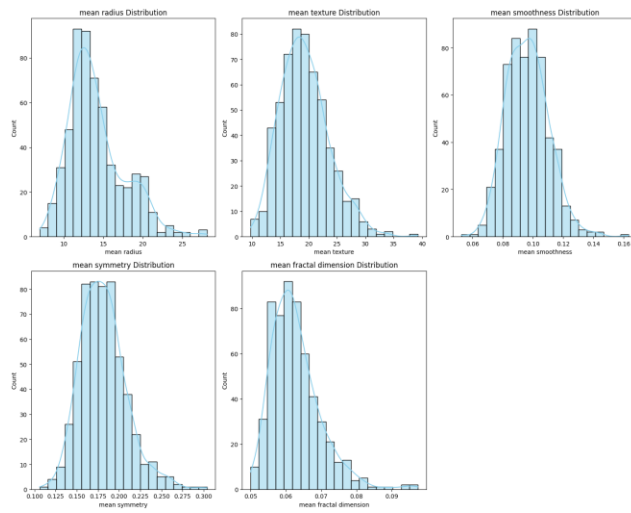 mean radius Distribution
Count
80
60
40
20
0
10 15 20 25
mean radius
mean texture Distribution
Count
80
70
60
50
40
30
20
10
0
10 15 20 25 30 35 40
mean texture
mean smoothness Distribution
Count
80
60
40
20
0
0.06 0.08 0.10 0.12 0.14 0.16
mean smoothness
mean symmetry Distribution
Count
80
70
60
50
40
30
20
10
0
0.100 0.125 0.150 0.175 0.200 0.225 0.250 0.275 0.300
mean symmetry
mean fractal dimension Distribution
Count
80
60
40
20
0
0.05 0.06 0.07 0.08 0.09
mean fractal dimension